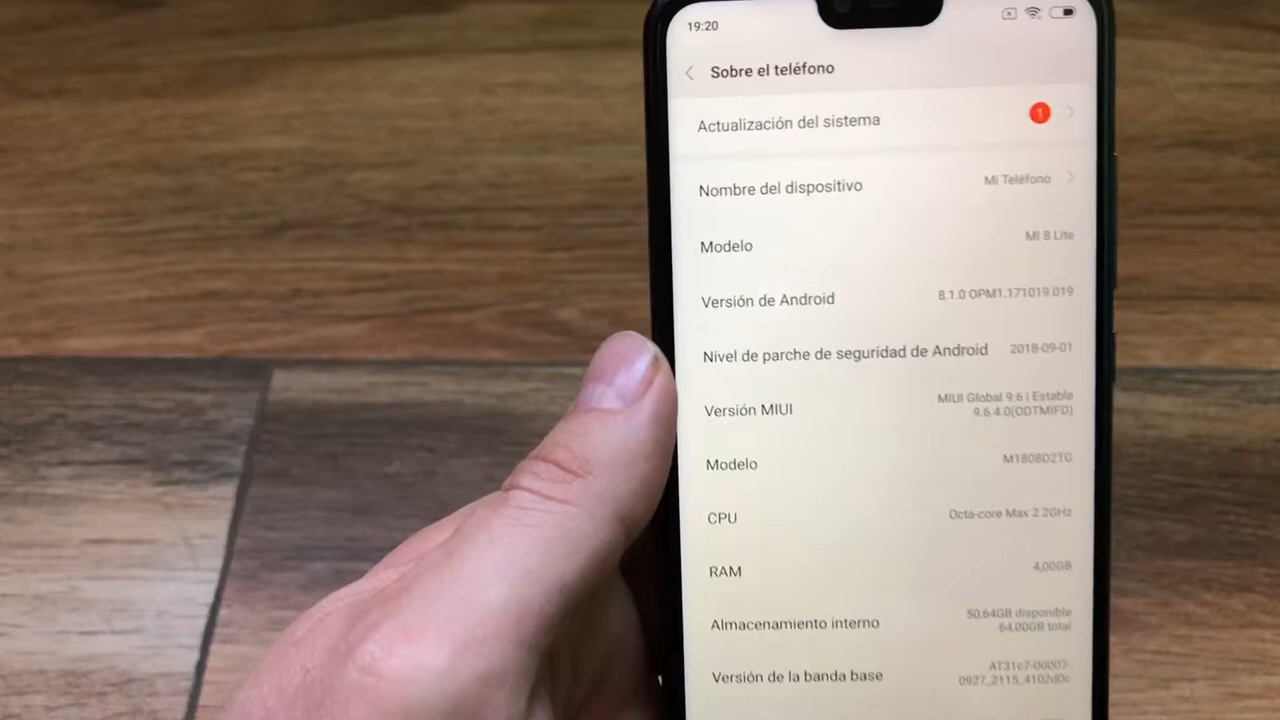 19:20
Sobre el teléfono
Actualización del sistema 1
Nombre del dispositivo Mi Teléfono
Modelo MI 8 Lite
Versión de Android 8.1.0 OPM1.171019.019
Nivel de parche de seguridad de Android 2018-09-01
Versión MIUI MIUI Global 9.6 | Estable
9.6.4.0(ODTMIFD)
Modelo M1808D2TG
CPU Octa-core Max 2.2GHz
RAM 4,00GB
Almacenamiento interno 50,64GB disponible
64,00GB total
Versión de la banda base AT31c7-00007-
0927_2115_4102d0c